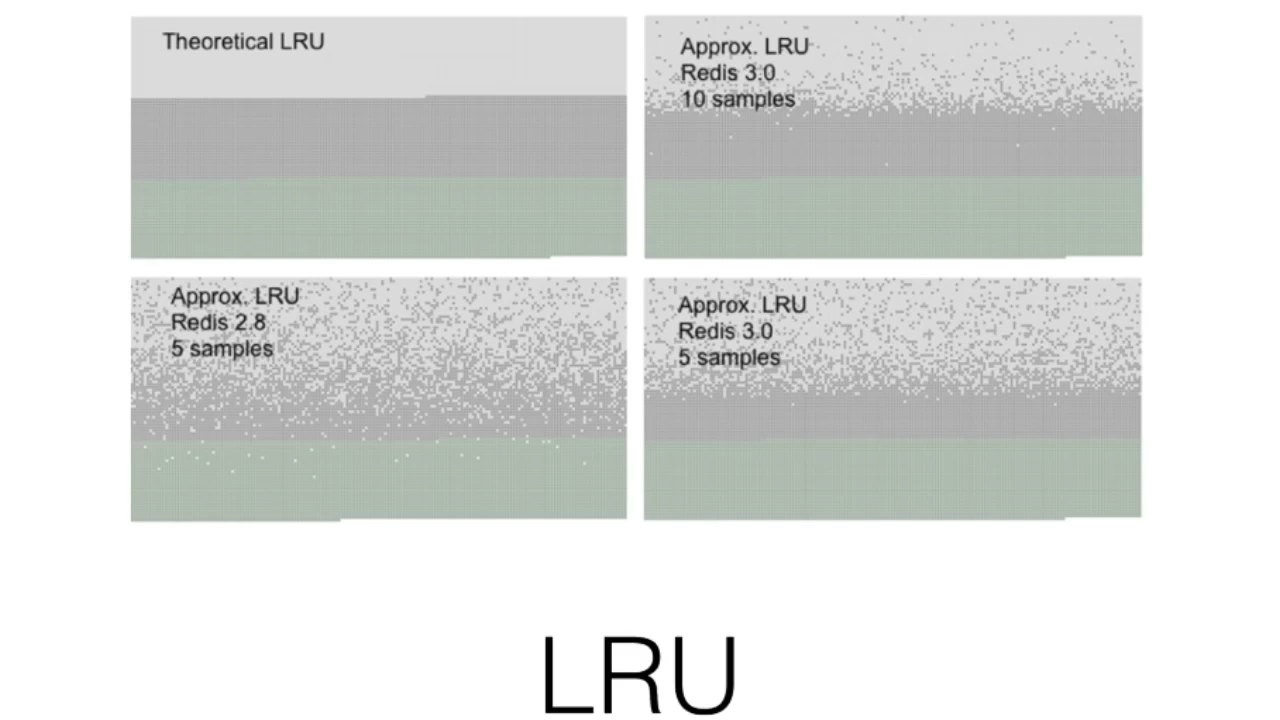 Theoretical LRU
Approx. LRU
Redis 3.0
10 samples
Approx. LRU
Redis 2.8
5 samples
Approx. LRU
Redis 3.0
5 samples
LRU